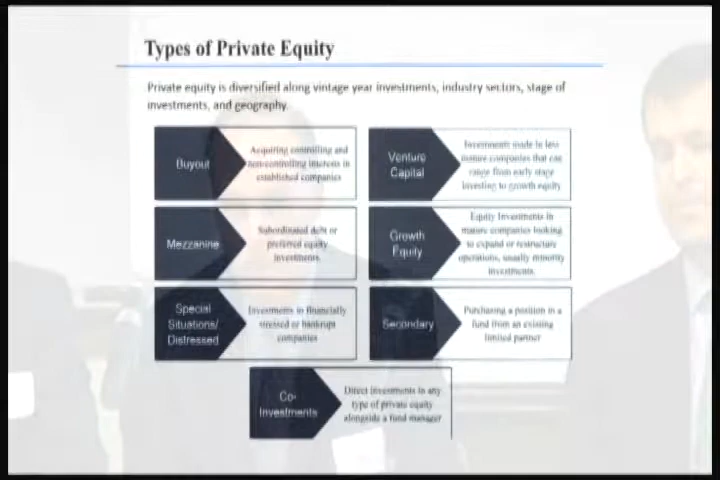 Types of Private Equity
Private equity is diversified along vintage year investments, industry sectors, stage of
investments, and geography.
Buyout
Acquiring controlling and
non-controlling interests in
established companies
Venture
Capital
Investments made in less
mature companies that can
range from early stage
investing to growth equity
Mezzanine
Subordinated debt or
preferred equity
investments.
Growth
Equity
Equity Investments in
mature companies looking
to expand or restructure
operations, usually minority
investments.
Special
Situations/
Distressed
Investments in financially
stressed or bankrupt
companies
Secondary
Purchasing a position in a
fund from an existing
limited partner
Co-
Investments
Direct investments in any
type of private equity
alongside a fund manager